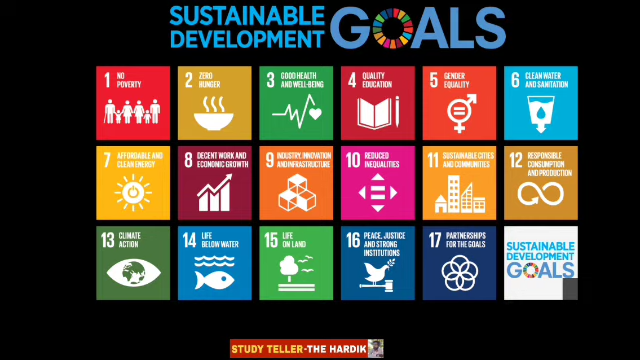 SUSTAINABLE
DEVELOPMENT
GOALS
1 NO
POVERTY
2 ZERO
HUNGER
3 GOOD HEALTH
AND WELL-BEING
4 QUALITY
EDUCATION
5 GENDER
EQUALITY
6 CLEAN WATER
AND SANITATION
7 AFFORDABLE AND
CLEAN ENERGY
8 DECENT WORK AND
ECONOMIC GROWTH
9 INDUSTRY, INNOVATION
AND INFRASTRUCTURE
10 REDUCED
INEQUALITIES
11 SUSTAINABLE CITIES
AND COMMUNITIES
12 RESPONSIBLE
CONSUMPTION
AND PRODUCTION
13 CLIMATE
ACTION
14 LIFE
BELOW WATER
15 LIFE
ON LAND
16 PEACE, JUSTICE
AND STRONG
INSTITUTIONS
17 PARTNERSHIPS
FOR THE GOALS
SUSTAINABLE
DEVELOPMENT
GOALS
STUDY TELLER-THE HARDIK